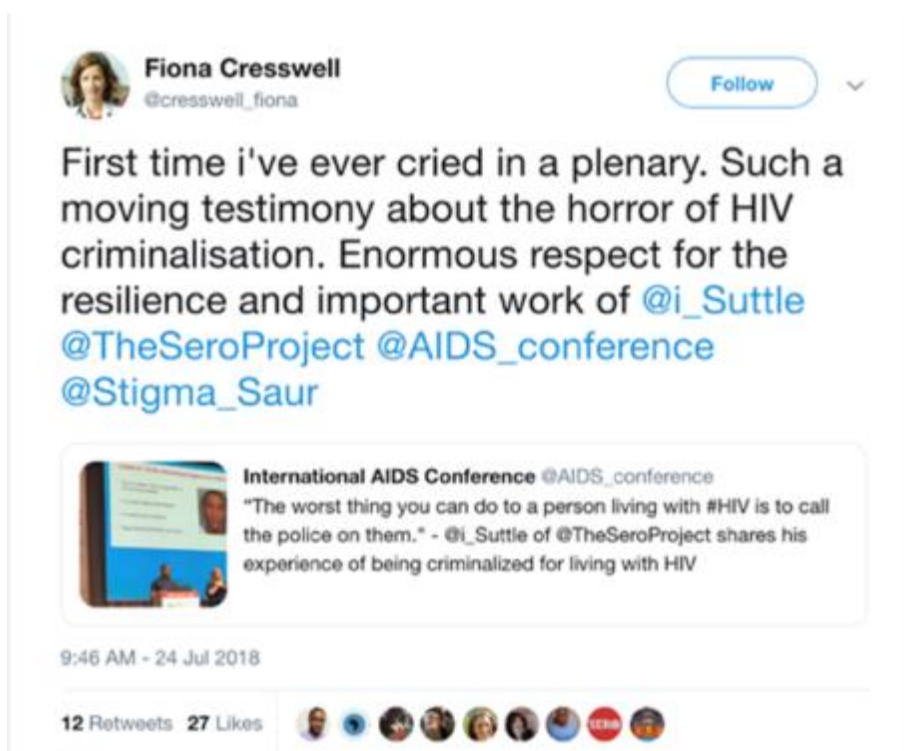 Fiona Cresswell
@cresswell_fiona
Follow
First time i've ever cried in a plenary. Such a
moving testimony about the horror of HIV
criminalisation. Enormous respect for the
resilience and important work of @i_Suttle
@TheSeroProject @AIDS_conference
@Stigma_Saur
International AIDS Conference @AIDS_conference
"The worst thing you can do to a person living with #HIV is to call
the police on them." - @i_Suttle of @TheSeroProject shares his
experience of being criminalized for living with HIV
9:46 AM - 24 Jul 2018
12 Retweets 27 Likes